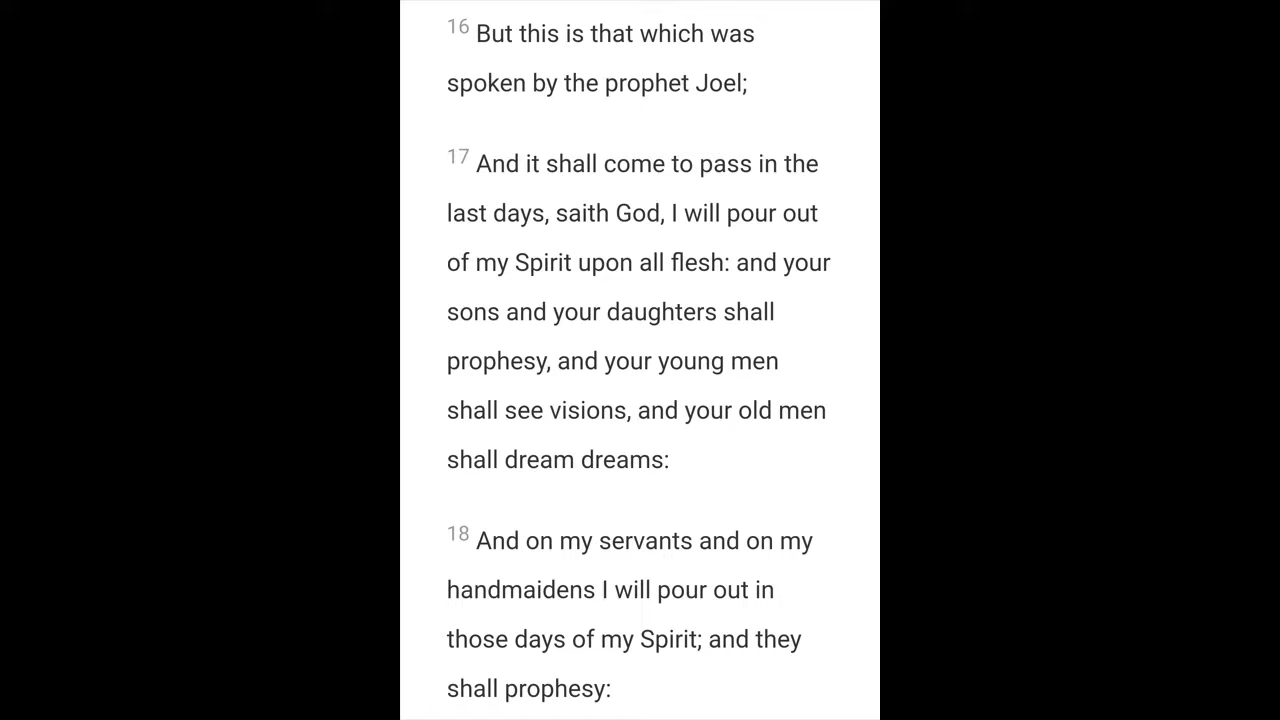 16 But this is that which was
spoken by the prophet Joel;
17 And it shall come to pass in the
last days, saith God, I will pour out
of my Spirit upon all flesh: and your
sons and your daughters shall
prophesy, and your young men
shall see visions, and your old men
shall dream dreams:
18 And on my servants and on my
handmaidens I will pour out in
those days of my Spirit; and they
shall prophesy: